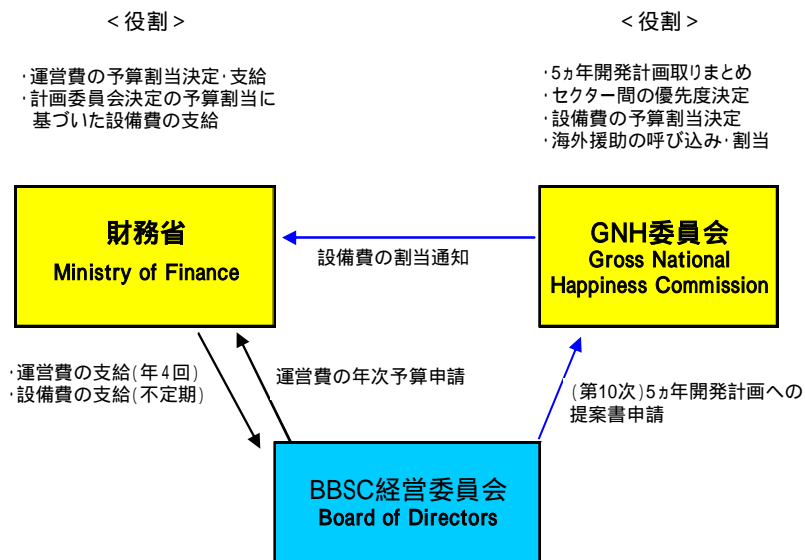 <役割>
･運営費の予算割当決定･支給
･計画委員会決定の予算割当に
基づいた設備費の支給
<役割>
･5ヵ年開発計画取りまとめ
･セクター間の優先度決定
･設備費の予算割当決定
･海外援助の呼び込み･割当
財務省
Ministry of Finance
設備費の割当通知
GNH委員会
Gross National
Happiness Commission
･運営費の支給(年4回)
･設備費の支給(不定期)
運営費の年次予算申請
(第10次)5ヵ年開発計画への
提案書申請
BBSC経営委員会
Board of Directors